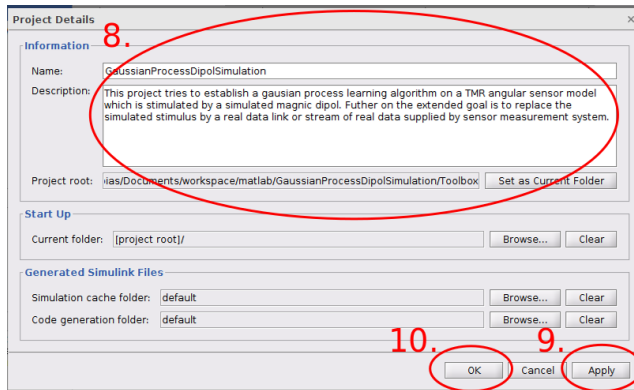 Project Details
8.
Information
Name: GaussianProcessDipolSimulation
Description: This project tries to establish a gausian process learning algorithm on a TMR angular sensor model
which is stimulated by a simulated magnic dipol. Futher on the extended goal is to replace the
simulated stimulus by a real data link or stream of real data supplied by sensor measurement system.
Project root: ias/Documents/workspace/matlab/GaussianProcessDipolSimulation/Toolbox Set as Current Folder
Start Up
Current folder: [project root]/ Browse... Clear
Generated Simulink Files
Simulation cache folder: default Browse... Clear
Code generation folder: default Browse... Clear
10. 9.
OK Cancel Apply